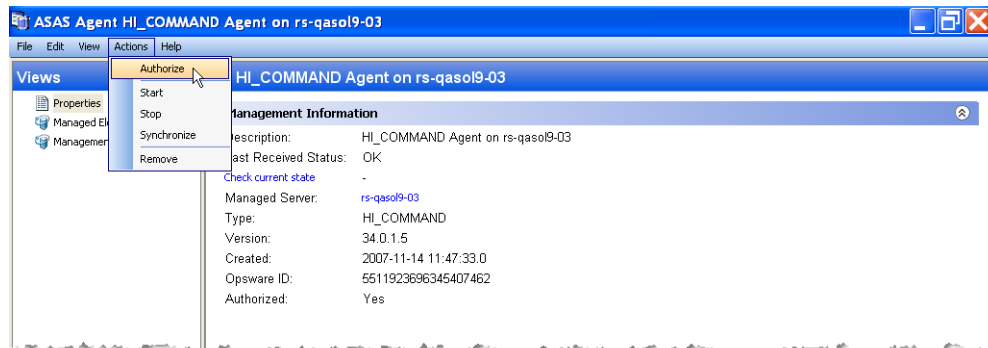 ASAS Agent HI_COMMAND Agent on rs-qasol9-03
File Edit View Actions Help
Authorize
Start
Stop
Synchronize
Remove
Views
Properties
Managed El
Managemen
HI_COMMAND Agent on rs-qasol9-03
Management Information
Description: HI_COMMAND Agent on rs-qasol9-03
Last Received Status: OK
Check current state -
Managed Server: rs-qasol9-03
Type: HI_COMMAND
Version: 34.0.1.5
Created: 2007-11-14 11:47:33.0
Opsware ID: 5511923696345407462
Authorized: Yes